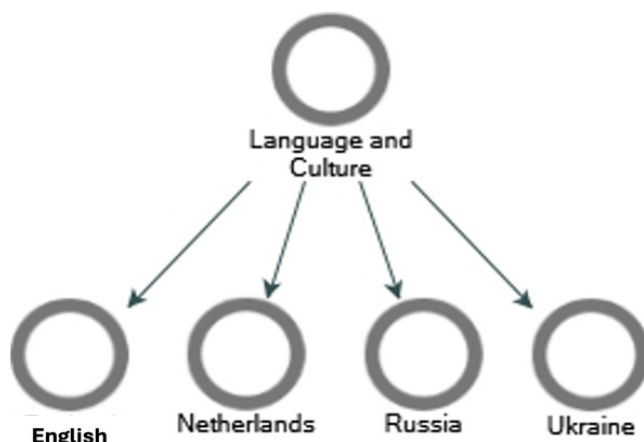 Language and
Culture
English
Netherlands
Russia
Ukraine